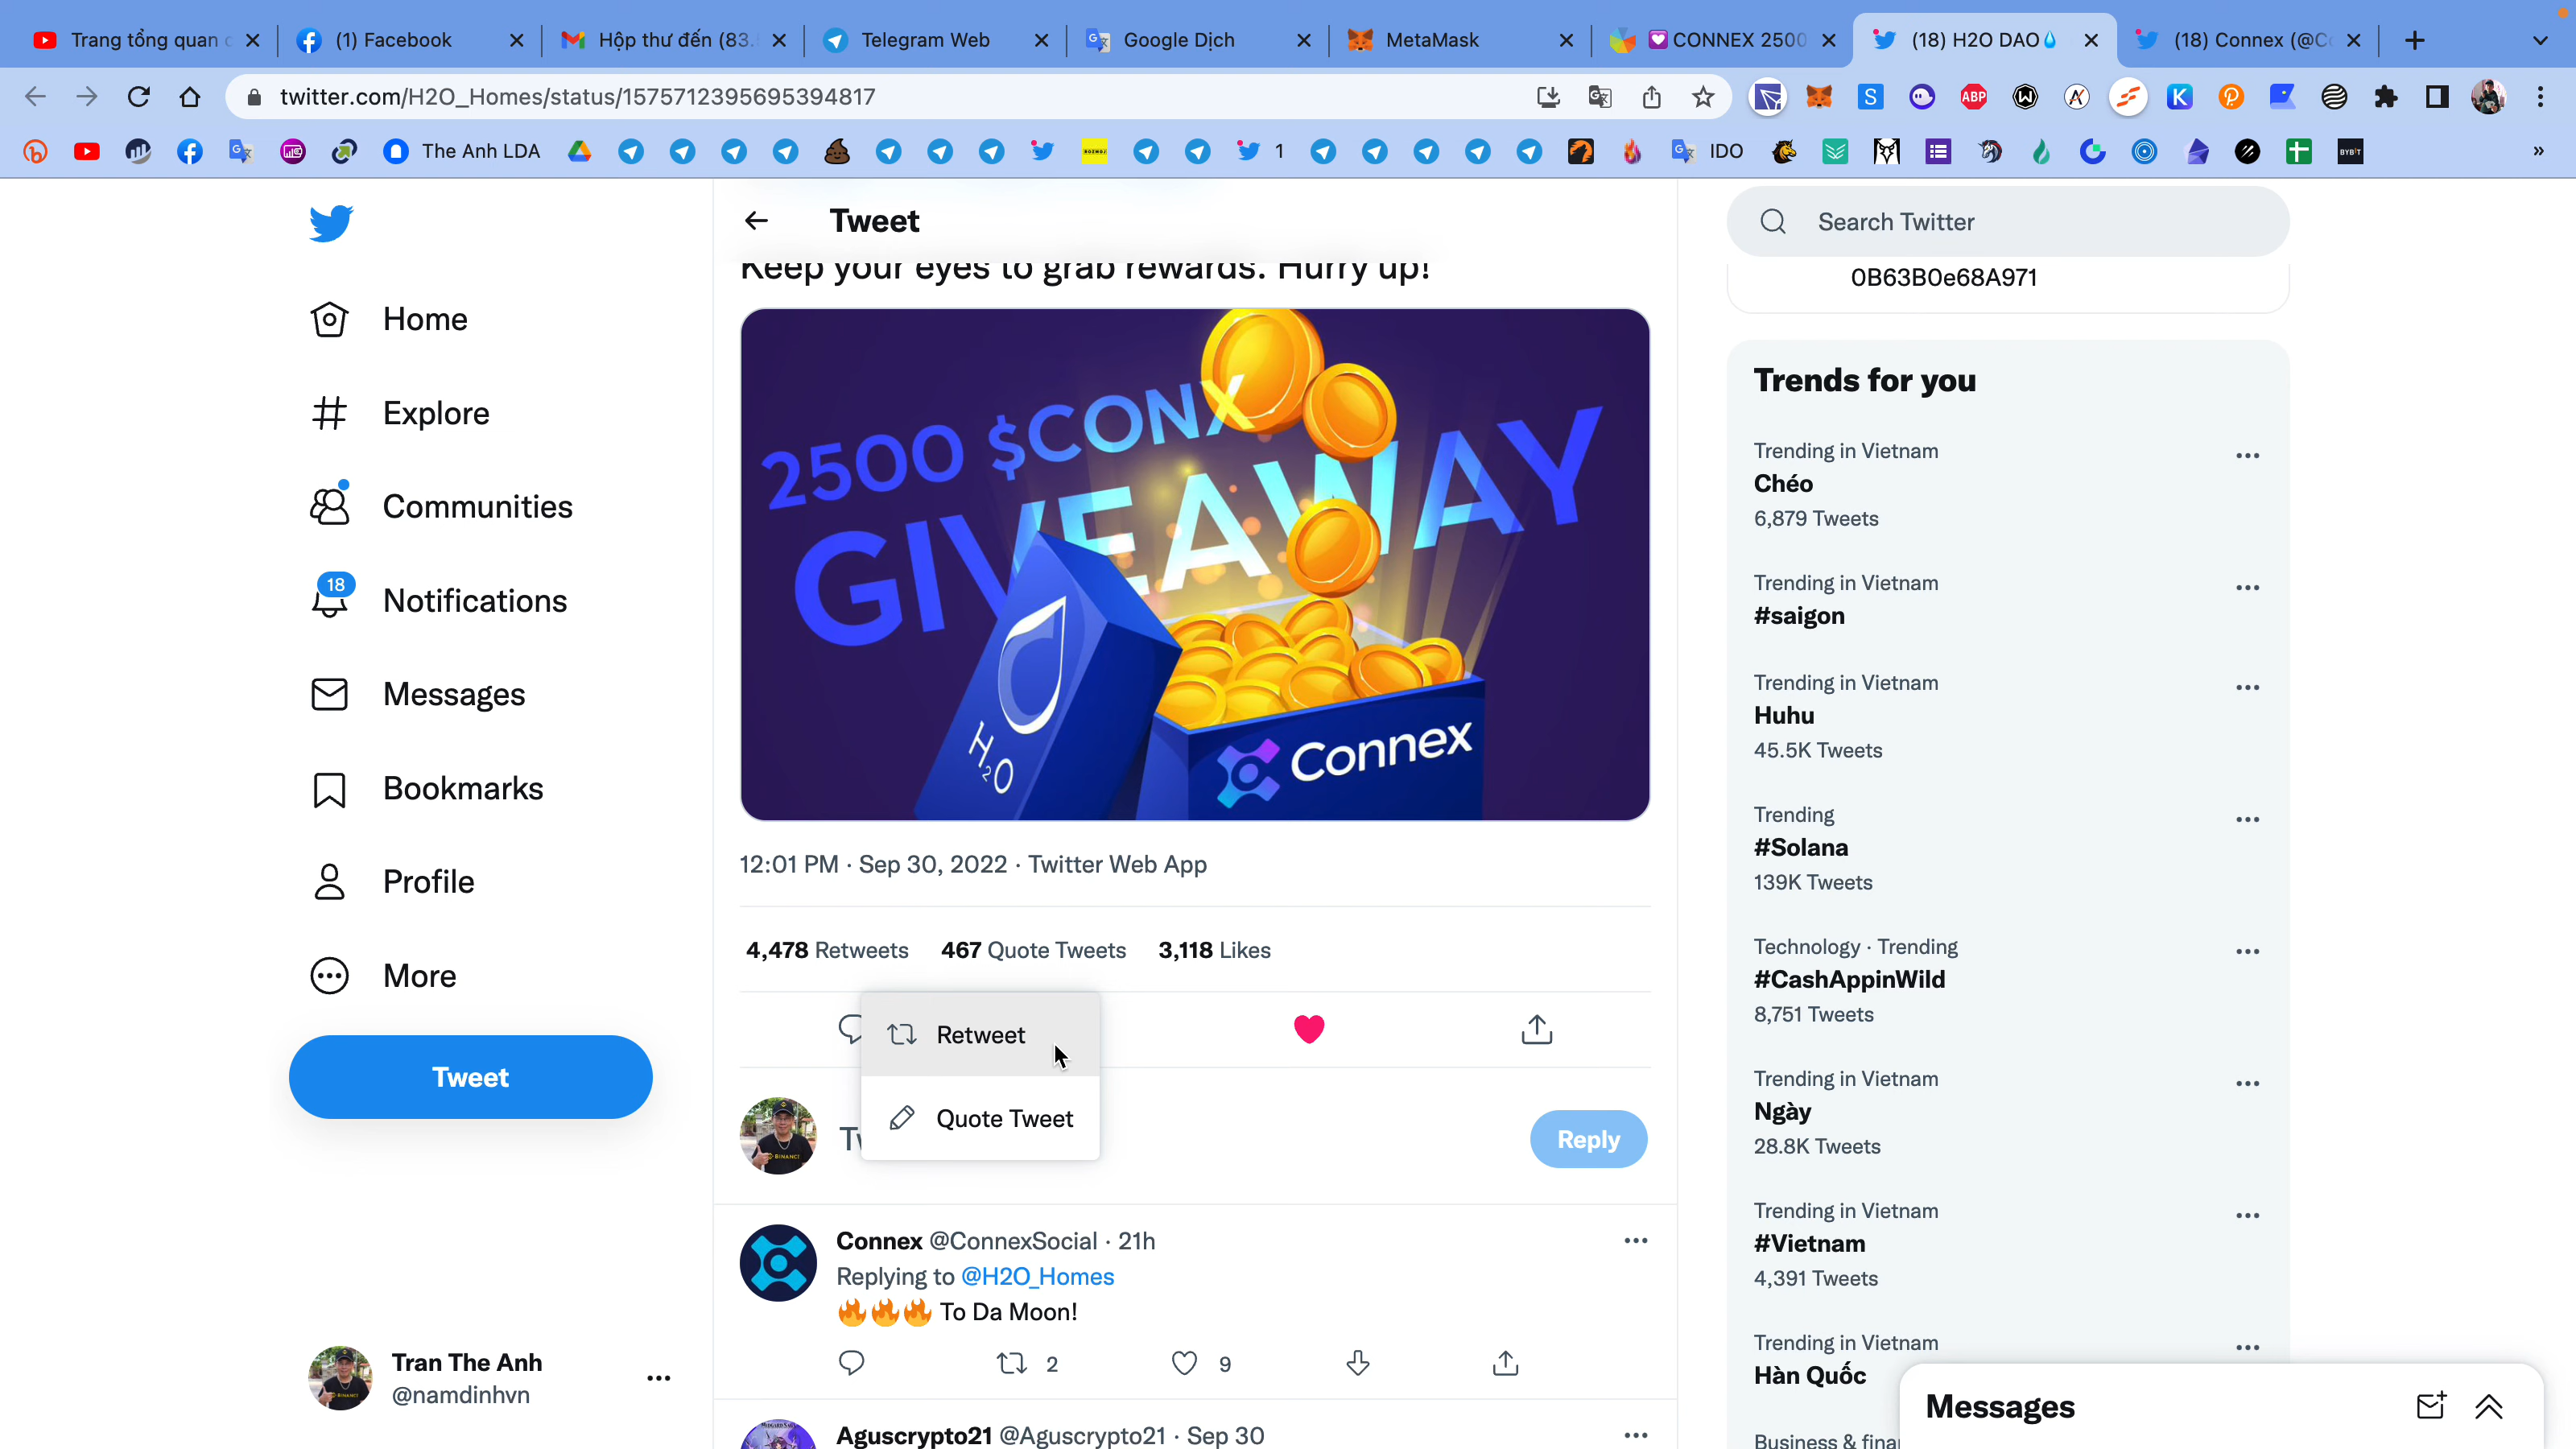 Trang tổng quan c
(1) Facebook
Hộp thư đến (83.
Telegram Web
Google Dịch
MetaMask
CONNEX 2500
(18) H2O DAO
(18) Connex (@Co
twitter.com/H2O_Homes/status/1575712395695394817
ABP
The Anh LDA
1
IDO
BYBIT
»
Tweet
Keep your eyes to grab rewards. Hurry up!
2500 $CONX
GIVEAWAY
H2O
Connex
12:01 PM · Sep 30, 2022 · Twitter Web App
4,478 Retweets 467 Quote Tweets 3,118 Likes
Retweet
Quote Tweet
Tw
Reply
Connex @ConnexSocial · 21h
Replying to @H2O_Homes
🔥🔥🔥 To Da Moon!
2
9
Aguscrypto21 @Aguscrypto21 · Sep 30
Home
Explore
Communities
18
Notifications
Messages
Bookmarks
Profile
More
Tweet
Tran The Anh
@namdinhvn
Search Twitter
0B63B0e68A971
Trends for you
Trending in Vietnam
Chéo
6,879 Tweets
Trending in Vietnam
#saigon
Trending in Vietnam
Huhu
45.5K Tweets
Trending
#Solana
139K Tweets
Technology · Trending
#CashAppinWild
8,751 Tweets
Trending in Vietnam
Ngày
28.8K Tweets
Trending in Vietnam
#Vietnam
4,391 Tweets
Trending in Vietnam
Hàn Quốc
Business & finan
Messages